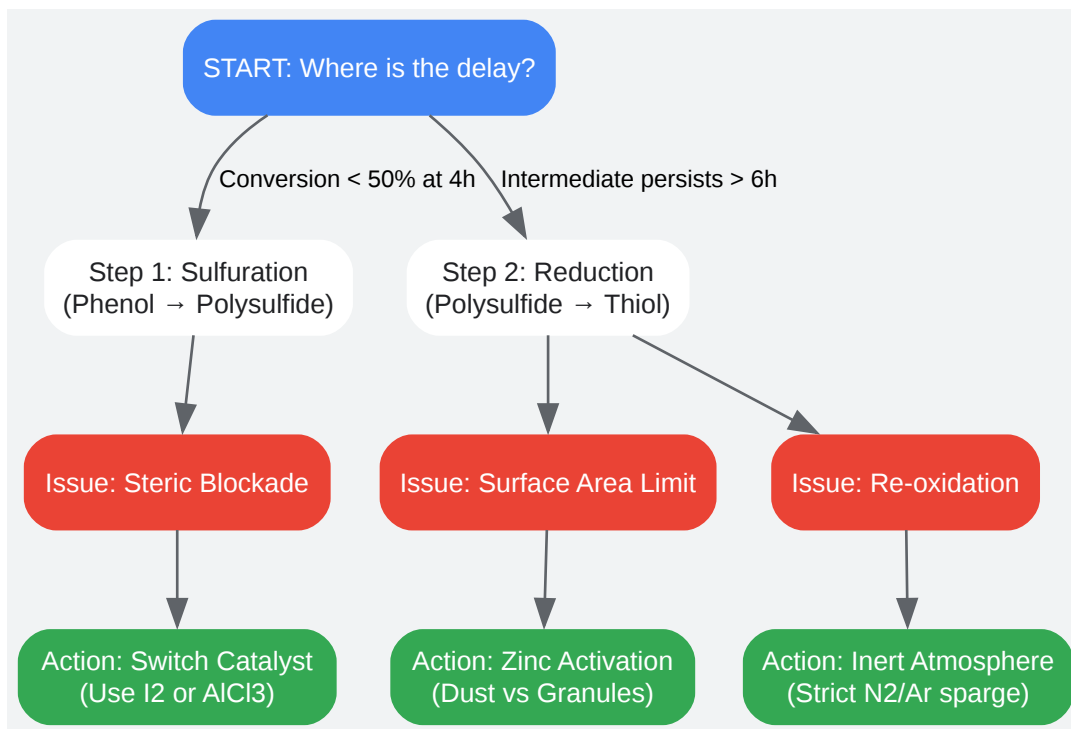 START: Where is the delay?
Conversion < 50% at 4h
Intermediate persists > 6h
Step 1: Sulfuration
(Phenol → Polysulfide)
Step 2: Reduction
(Polysulfide → Thiol)
Issue: Steric Blockade
Issue: Surface Area Limit
Issue: Re-oxidation
Action: Switch Catalyst
(Use I2 or AlCl3)
Action: Zinc Activation
(Dust vs Granules)
Action: Inert Atmosphere
(Strict N2/Ar sparge)